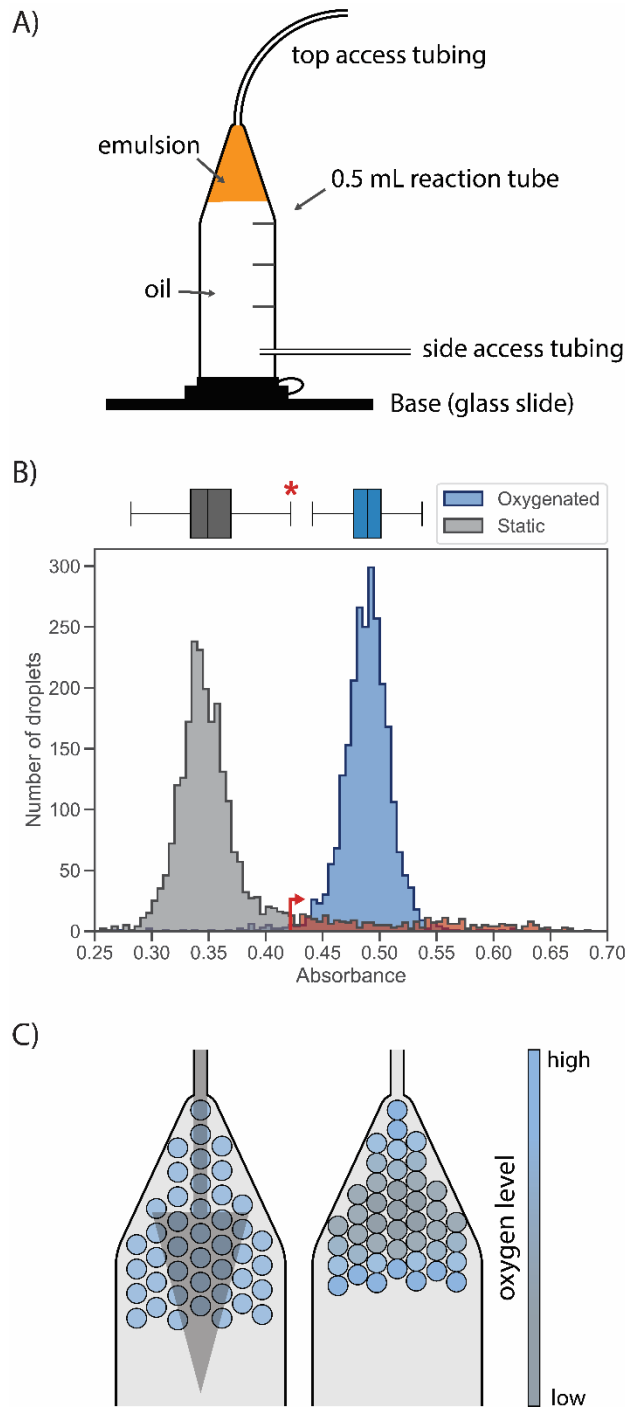 A)
top access tubing
emulsion
0.5 mL reaction tube
oil
side access tubing
Base (glass slide)
B)
*
Oxygenated
Static
Number of droplets
300
250
200
150
100
50
0
0.25 0.30 0.35 0.40 0.45 0.50 0.55 0.60 0.65 0.70
Absorbance
C)
high
oxygen level
low